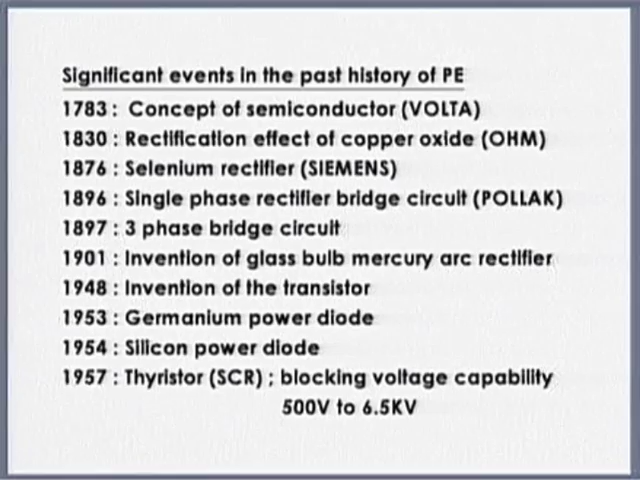 Significant events in the past history of PE
1783 : Concept of semiconductor (VOLTA)
1830 : Rectification effect of copper oxide (OHM)
1876 : Selenium rectifier (SIEMENS)
1896 : Single phase rectifier bridge circuit (POLLAK)
1897 : 3 phase bridge circuit
1901 : Invention of glass bulb mercury arc rectifier
1948 : Invention of the transistor
1953 : Germanium power diode
1954 : Silicon power diode
1957 : Thyristor (SCR) ; blocking voltage capability
500V to 6.5KV